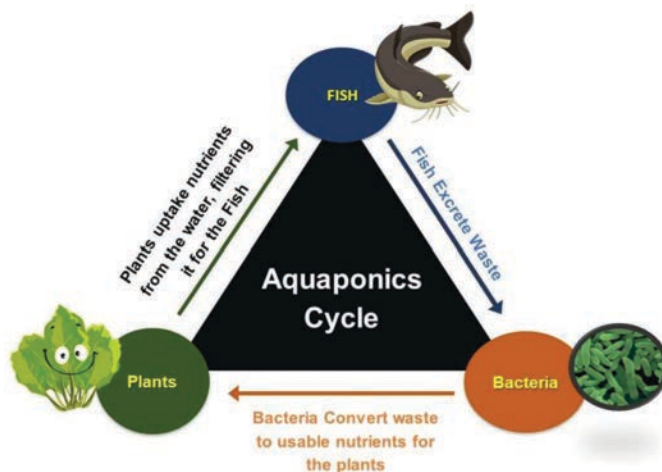 FISH
Plants uptake nutrients
from the water, filtering
it for the Fish
Fish Excrete Waste
Aquaponics
Cycle
Plants
Bacteria
Bacteria Convert waste
to usable nutrients for
the plants